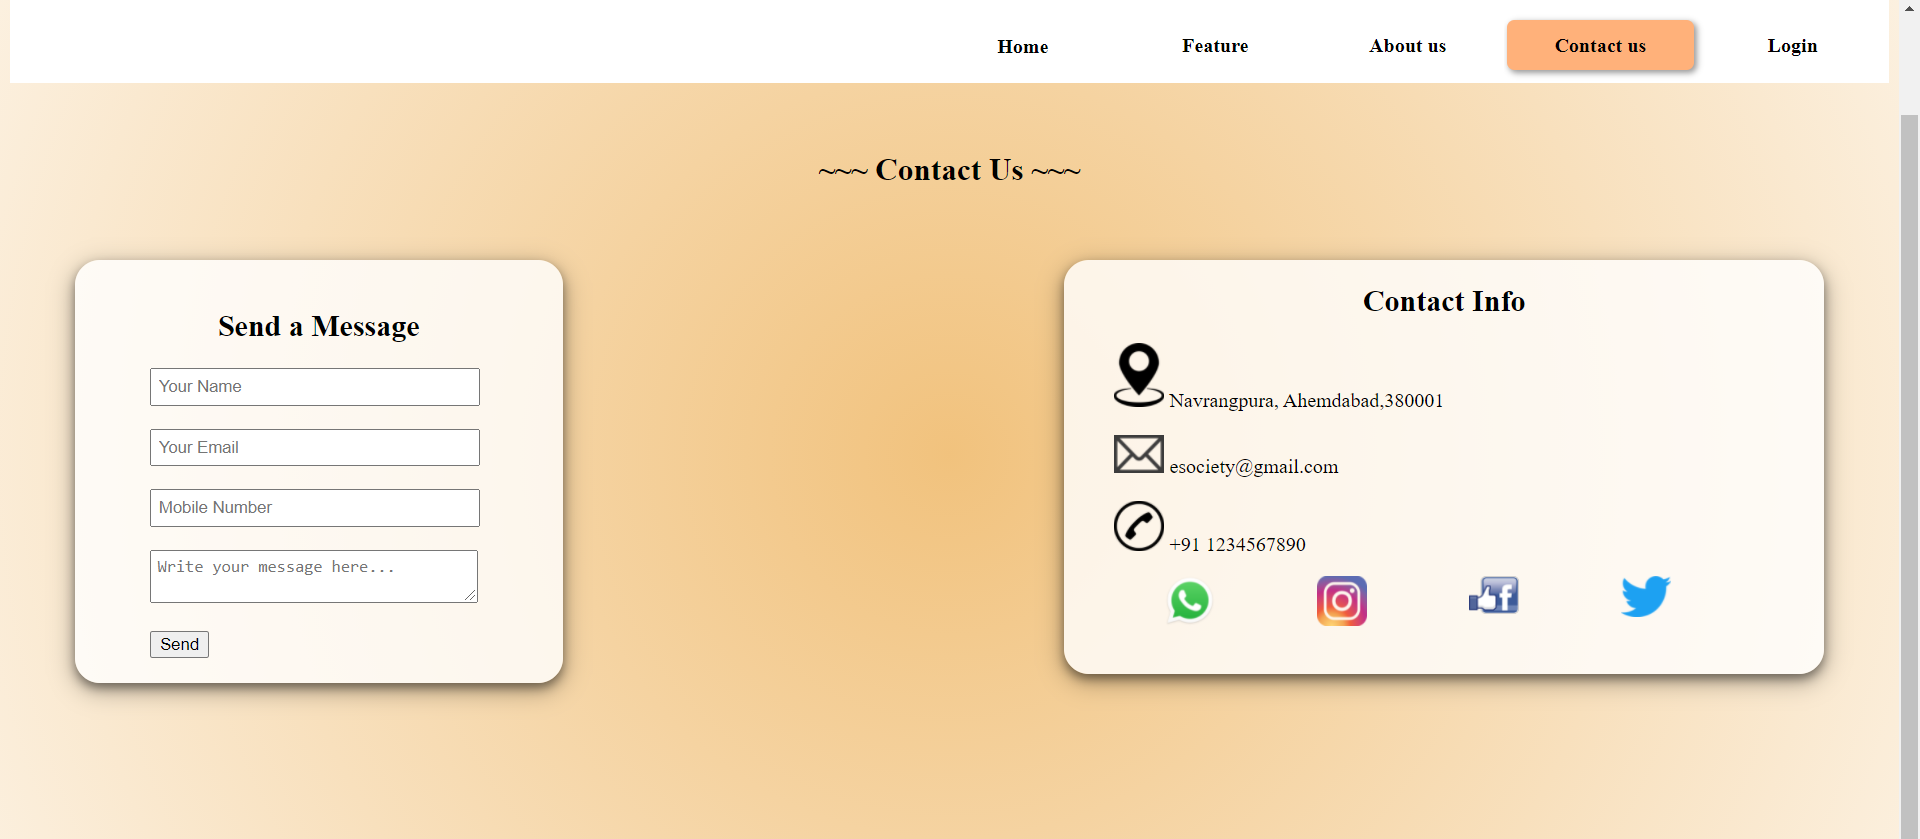 Home Feature About us Contact us Login
~~~ Contact Us ~~~
Send a Message
Your Name
Your Email
Mobile Number
Write your message here...
Send
Contact Info
Navrangpura, Ahemdabad,380001
esociety@gmail.com
+91 1234567890
f